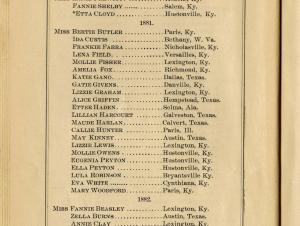 FANNIE SHELBY ...... Salem, Ky.
*ETTA CLOYD ........ Hustonville, Ky.
1881.
MISS BERTIE BUTLER ........ Paris, Ky.
IDA CURTIS ............ Bethany, W. Va.
FRANKIE FARRA ........ Nicholasville, Ky.
LENA FIELD ............ Versailles, Ky.
MOLLIE FISSER ........ Lexington, Ky.
AMELIA FOX ............ Richmond, Ky.
KATIE GANO ............ Dallas, Texas.
GATIE GIVENS .......... Danville, Ky.
LIZZIE GRAHAM ........ Lexington, Ky.
ALICE GRIFFIN ........ Hempstead, Texas.
ETTER HADEN .......... Selma, Ala.
LILLIAN HARCOURT .... Galveston, Texas.
MAUDE HARLAN ........ Calvert, Texas.
CALLIE HUNTER ........ Paris, Ill.
MAY KINNEY ............ Austin, Texas.
LIZZIE LEWIS .......... Lexington, Ky.
MOLLIE OWENS ........ Hustonville, Ky.
EUGENIA PEYTON ...... Hustonville, Ky.
ELLA PEYTON .......... Hustonville, Ky.
LULA ROBINSON ........ Bryantsville Ky.
EVA WHITE ............ Cynthiana, Ky.
MARY WOODFORD ........ Paris, Ky.
1882.
MISS FANNIE BEASLEY ...... Lexington, Ky.
ZELLA BURNS .......... Austin, Texas.
ANNIE CLAY ............ Lexington, Ky.